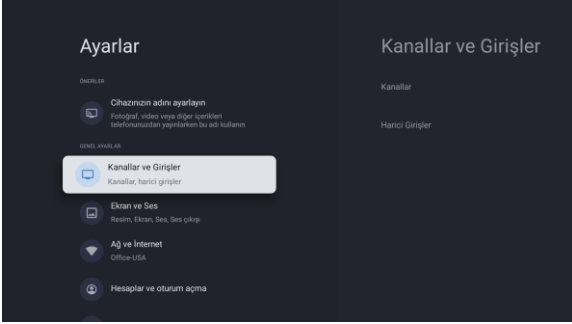 Ayarlar
ÖNERİLER
Cihazınızın adını ayarlayın
Fotoğraf, video veya diğer içerikleri
telefonunuzdan yayınlarken bu adı kullanın
GENEL AYARLAR
Kanallar ve Girişler
Kanallar, harici girişler
Ekran ve Ses
Resim, Ekran, Ses, Ses çıkışı
Ağ ve İnternet
Office-USA
Hesaplar ve oturum açma
Kanallar ve Girişler
Kanallar
Harici Girişler